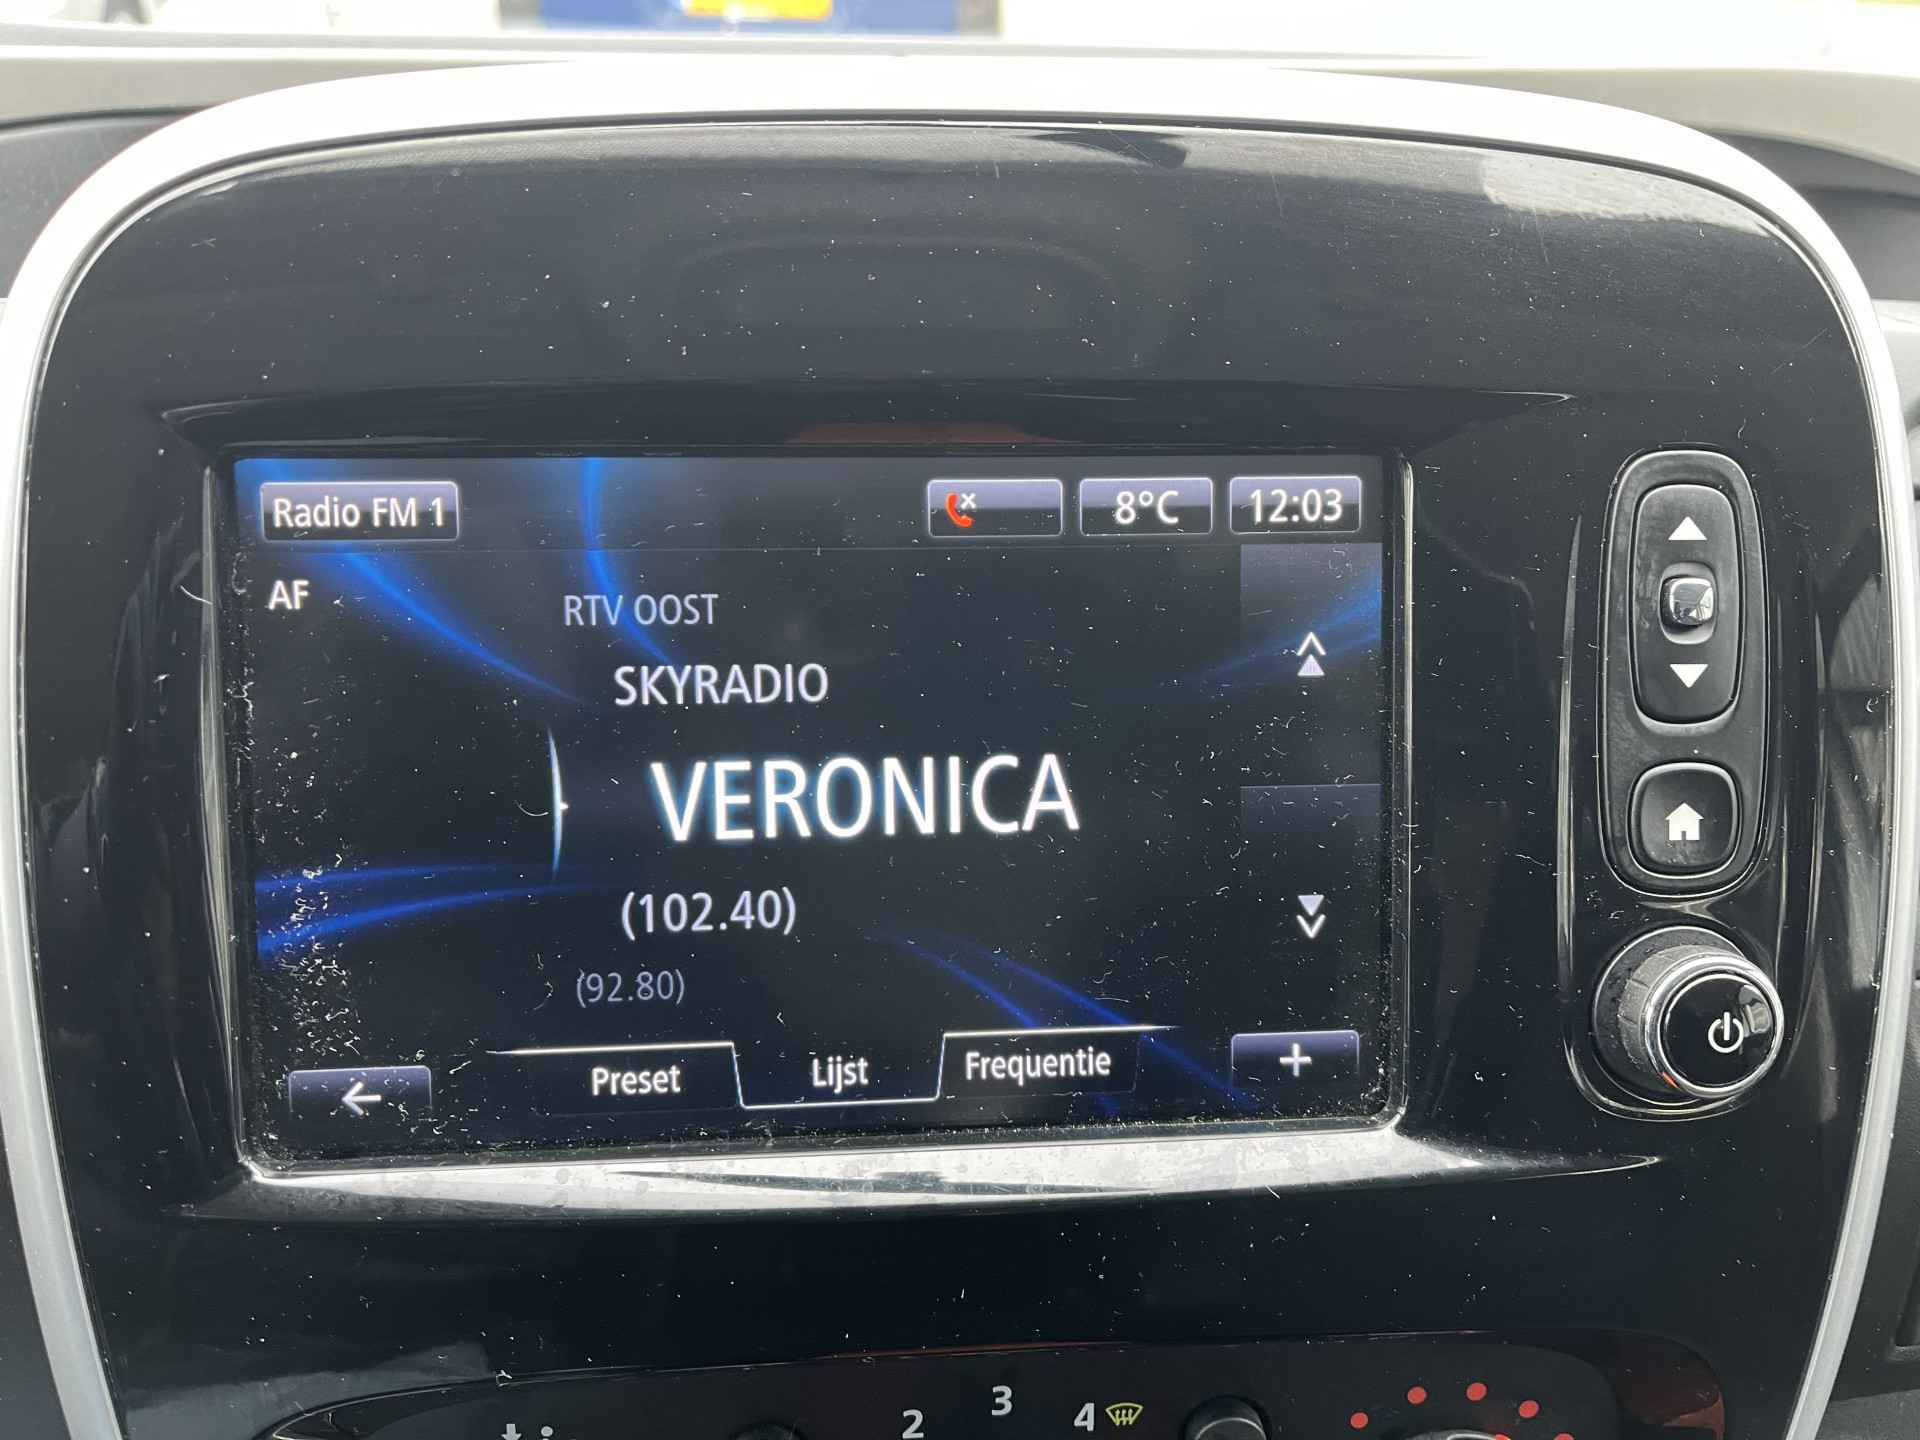 Radio FM 1
8°C
12:03
AF
RTV OOST
SKYRADIO
VERONICA
(102.40)
(92.80)
Preset
Lijst
Frequentie
+
2
3
4